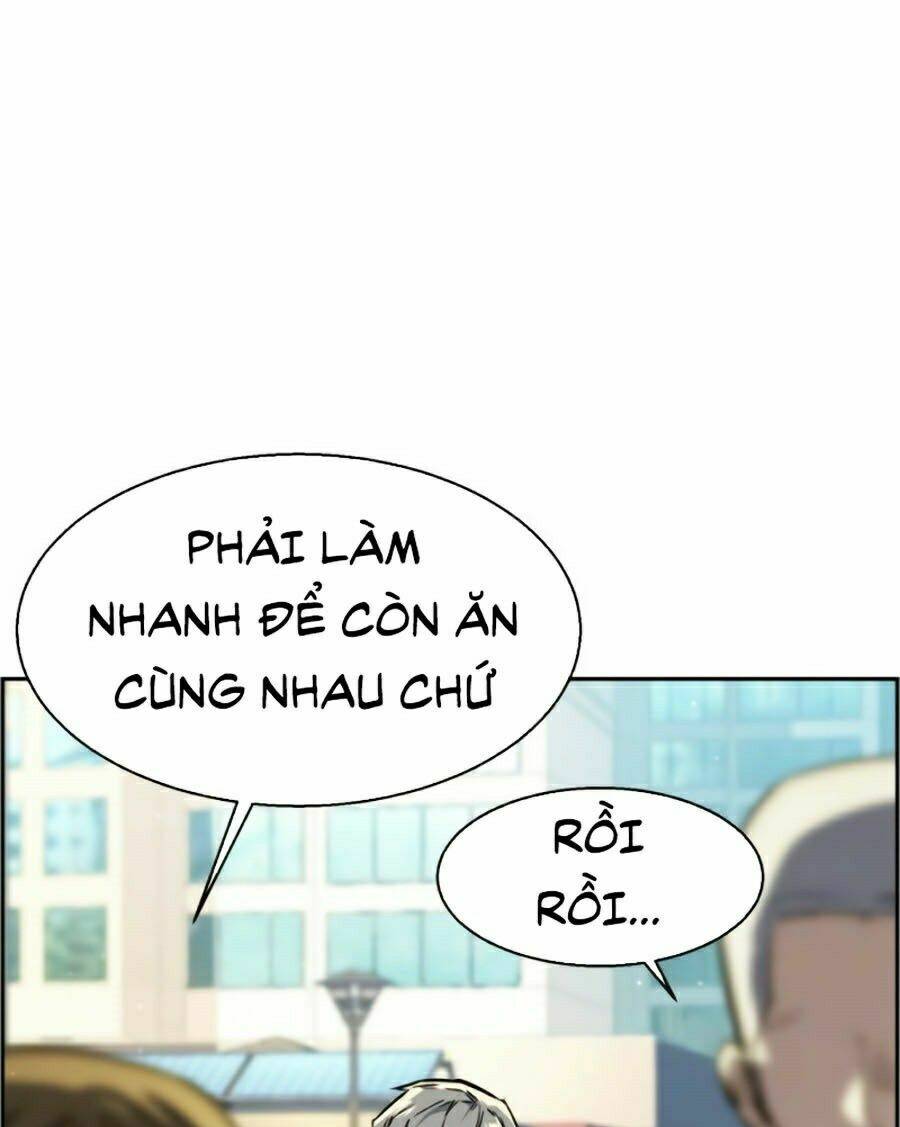 PHẢI LÀM
NHANH ĐỂ CÒN ĂN
CÙNG NHAU CHỨ
RỒI
RỒI...